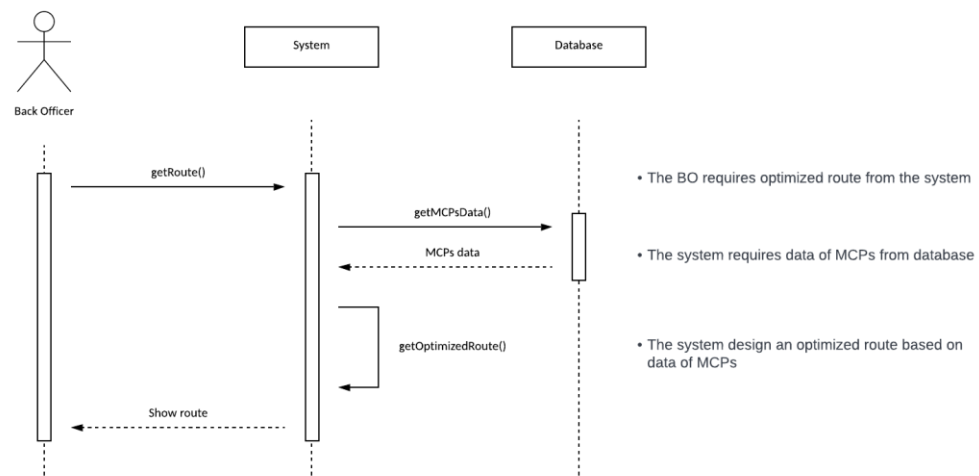 System
Database
Back Officer
getRoute()
• The BO requires optimized route from the system
getMCPsData()
MCPs data
• The system requires data of MCPs from database
getOptimizedRoute()
• The system design an optimized route based on
data of MCPs
Show route